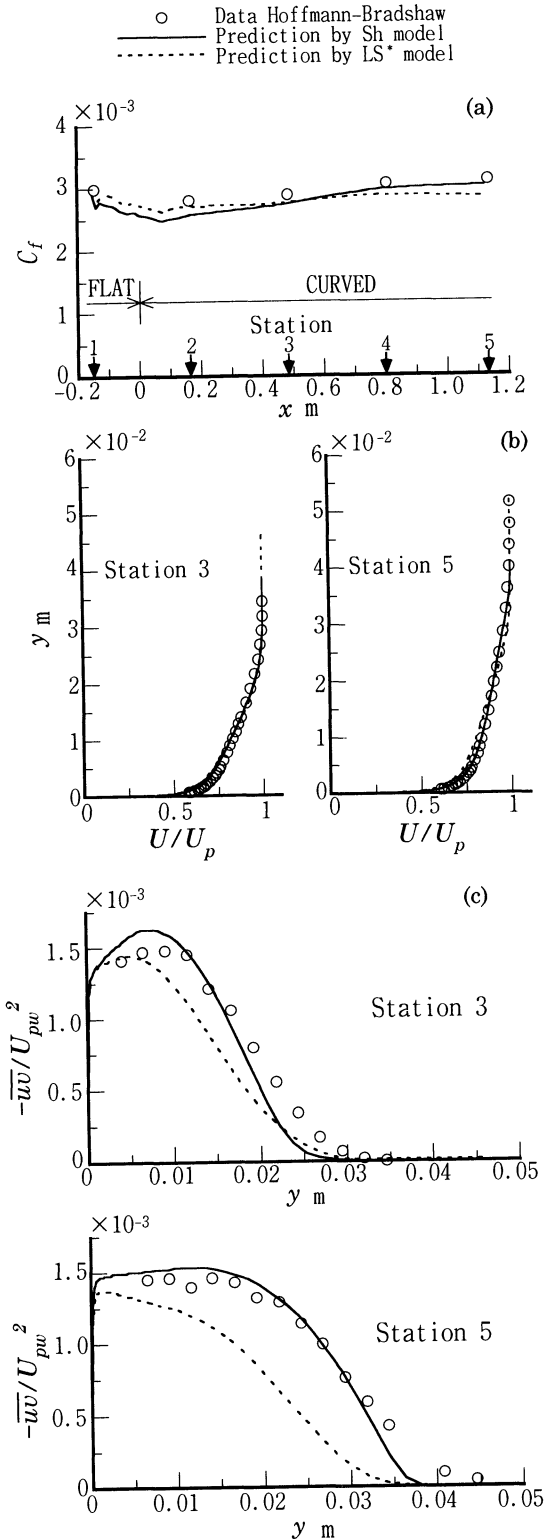 Data Hoffmann-Bradshaw
Prediction by Sh model
Prediction by LS* model
×10⁻³
(a)
4
3
2
1
0
C_f
FLAT
CURVED
Station
1
2
3
4
5
-0.2
0
0.2
0.4
0.6
0.8
1.0
1.2
x m
×10⁻²
6
5
4
3
2
1
0
y m
Station 3
0
0.5
1
U/U_p
×10⁻²
(b)
6
5
4
3
2
1
0
Station 5
0
0.5
1
U/U_p
×10⁻³
(c)
1.5
1.0
0.5
0
-u̅v̅/U_pw²
Station 3
0
0.01
0.02
0.03
0.04
0.05
y m
×10⁻³
1.5
1.0
0.5
0
-u̅v̅/U_pw²
Station 5
0
0.01
0.02
0.03
0.04
0.05
y m